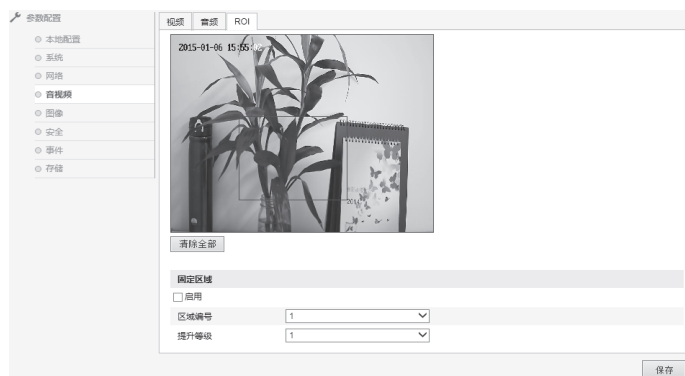 参数配置
本地配置
系统
网络
音视频
图像
安全
事件
存储
视频 音频 ROI
2015-01-06 15:55:02
2014
清除全部
固定区域
启用
区域编号 1
提升等级 1
保存